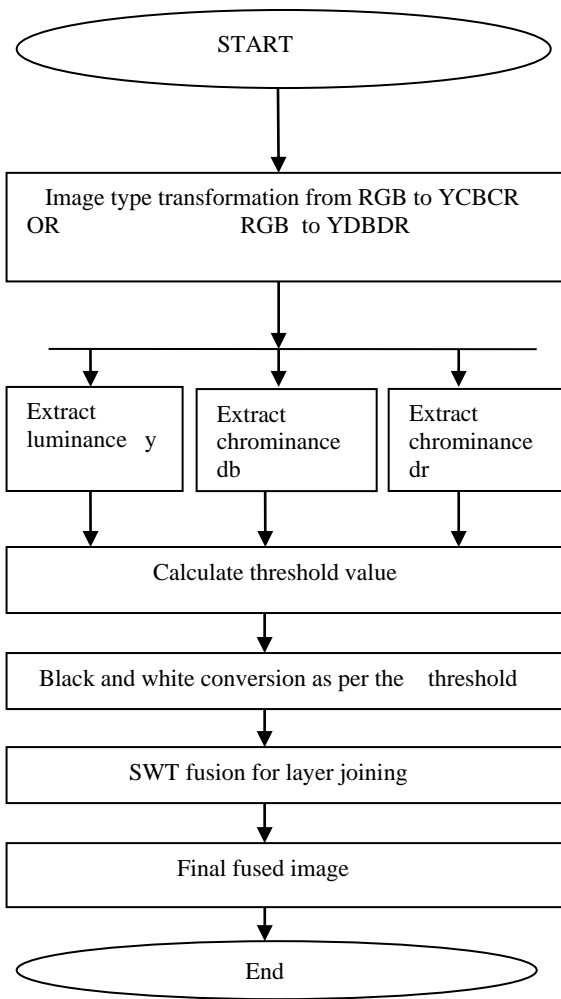 START
Image type transformation from RGB to YCBCR
OR RGB to YDBDR
Extract
luminance y
Extract
chrominance
db
Extract
chrominance
dr
Calculate threshold value
Black and white conversion as per the threshold
SWT fusion for layer joining
Final fused image
End